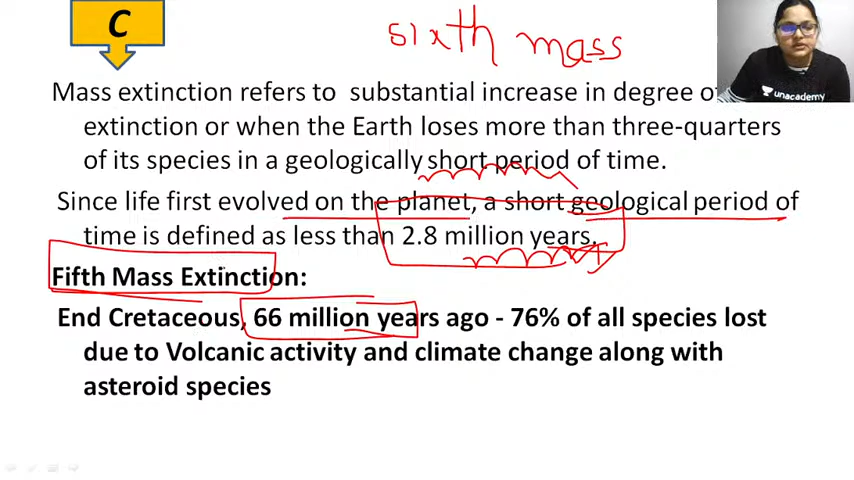 C
sixth mass
unacademy
Mass extinction refers to substantial increase in degree
extinction or when the Earth loses more than three-quarters
of its species in a geologically short period of time.
Since life first evolved on the planet, a short geological period of
time is defined as less than 2.8 million years.
Fifth Mass Extinction:
End Cretaceous, 66 million years ago - 76% of all species lost
due to Volcanic activity and climate change along with
asteroid species